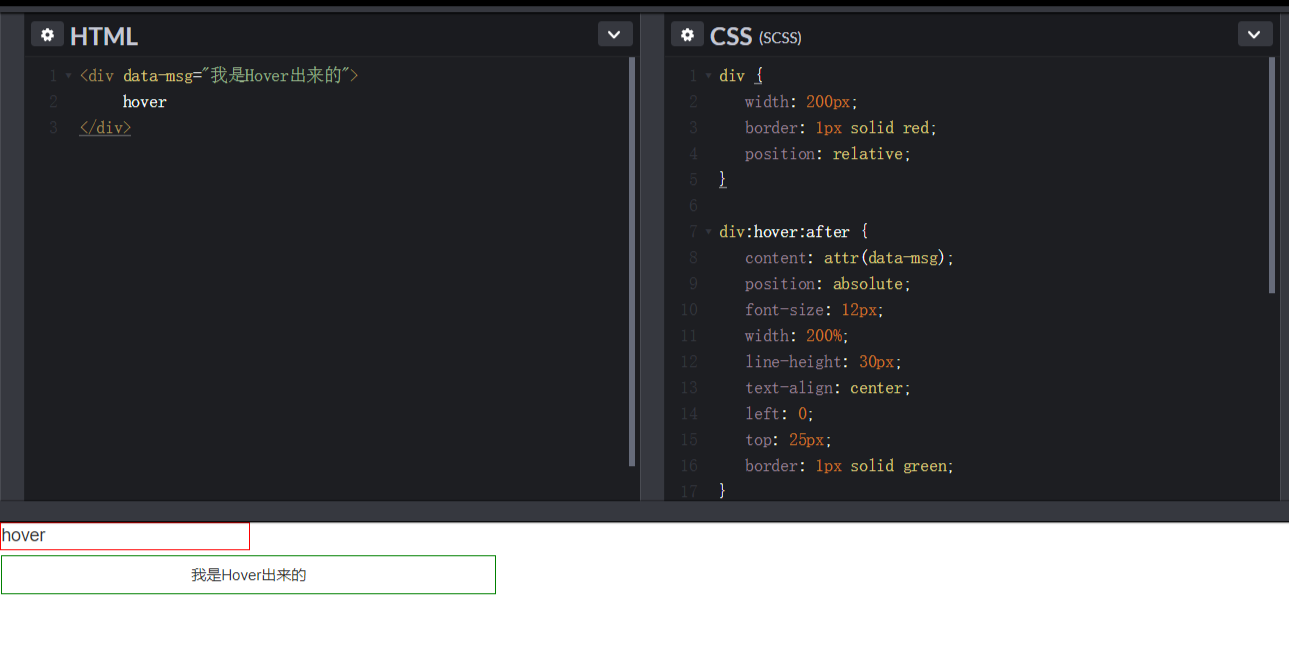 HTML
1 <div data-msg="我是Hover出来的">
2 hover
3 </div>
CSS (SCSS)
1 div {
2 width: 200px;
3 border: 1px solid red;
4 position: relative;
5 }
6
7 div:hover:after {
8 content: attr(data-msg);
9 position: absolute;
10 font-size: 12px;
11 width: 200%;
12 line-height: 30px;
13 text-align: center;
14 left: 0;
15 top: 25px;
16 border: 1px solid green;
17 }
hover
我是Hover出来的